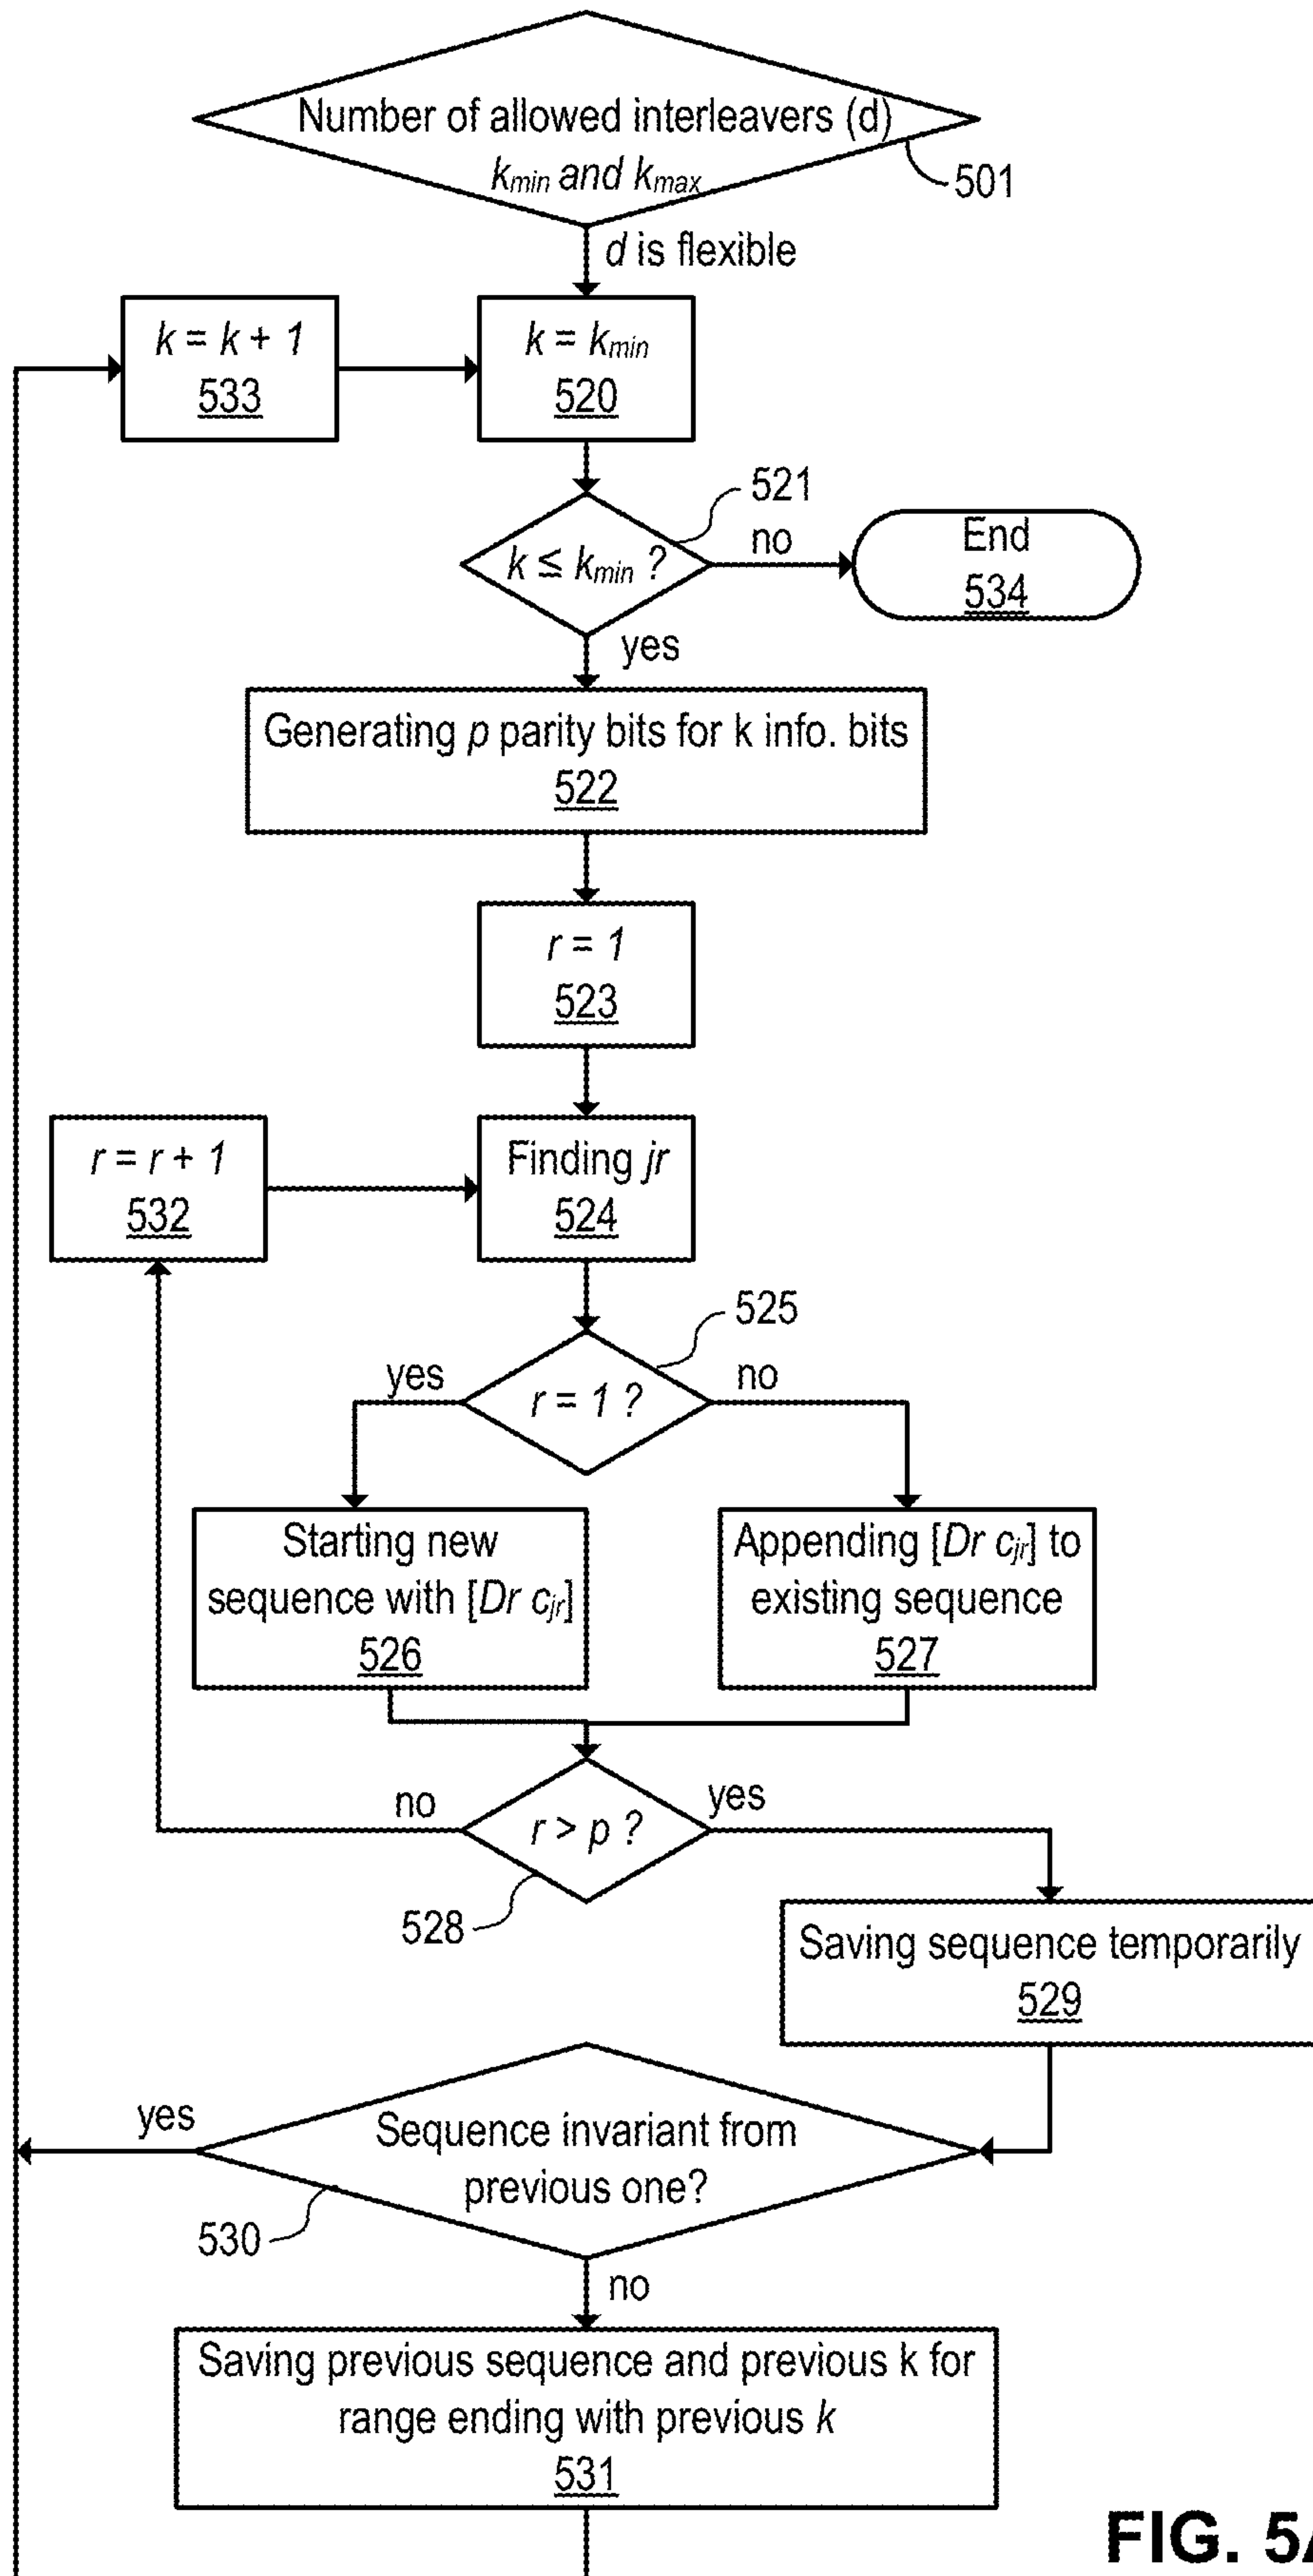 Number of allowed interleavers (d)
kmin and kmax
501
d is flexible
k = k + 1
533
k = kmin
520
521
k ≤ kmin ?
no
End
534
yes
Generating p parity bits for k info. bits
522
r = 1
523
r = r + 1
532
Finding jr
524
525
yes
r = 1 ?
no
Starting new
sequence with [Dr cjr]
526
Appending [Dr cjr] to
existing sequence
527
no
r > p ?
yes
528
Saving sequence temporarily
529
yes
Sequence invariant from
previous one?
530
no
Saving previous sequence and previous k for
range ending with previous k
531
FIG. 5A